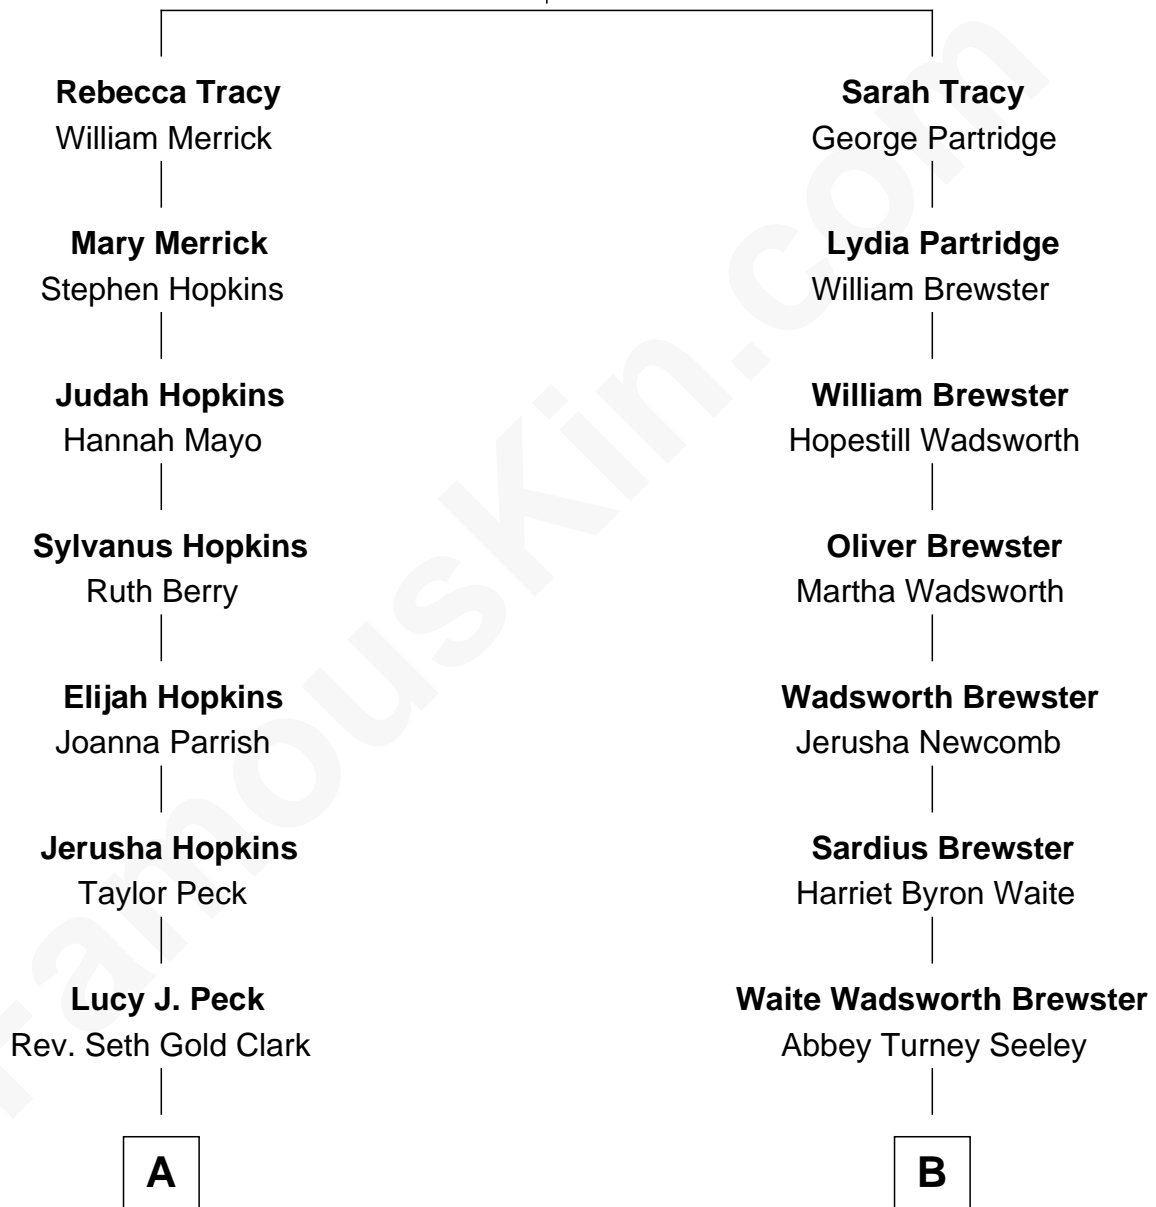 Rebecca Tracy
William Merrick
Mary Merrick
Stephen Hopkins
Judah Hopkins
Hannah Mayo
Sylvanus Hopkins
Ruth Berry
Elijah Hopkins
Joanna Parrish
Jerusha Hopkins
Taylor Peck
Lucy J. Peck
Rev. Seth Gold Clark
A
Sarah Tracy
George Partridge
Lydia Partridge
William Brewster
William Brewster
Hopestill Wadsworth
Oliver Brewster
Martha Wadsworth
Wadsworth Brewster
Jerusha Newcomb
Sardius Brewster
Harriet Byron Waite
Waite Wadsworth Brewster
Abbey Turney Seeley
B
FamousKin.com